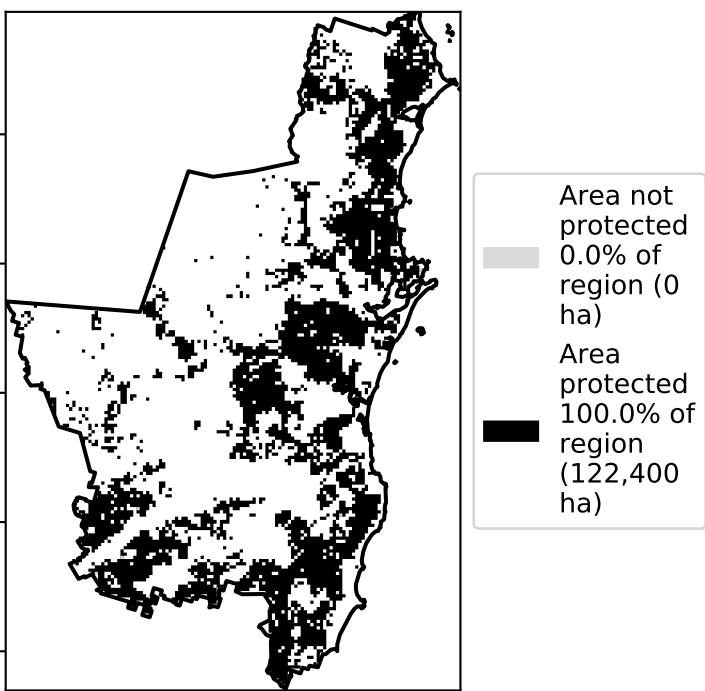 Area not
protected
0.0% of
region (0
ha)
Area
protected
100.0% of
region
(122,400
ha)